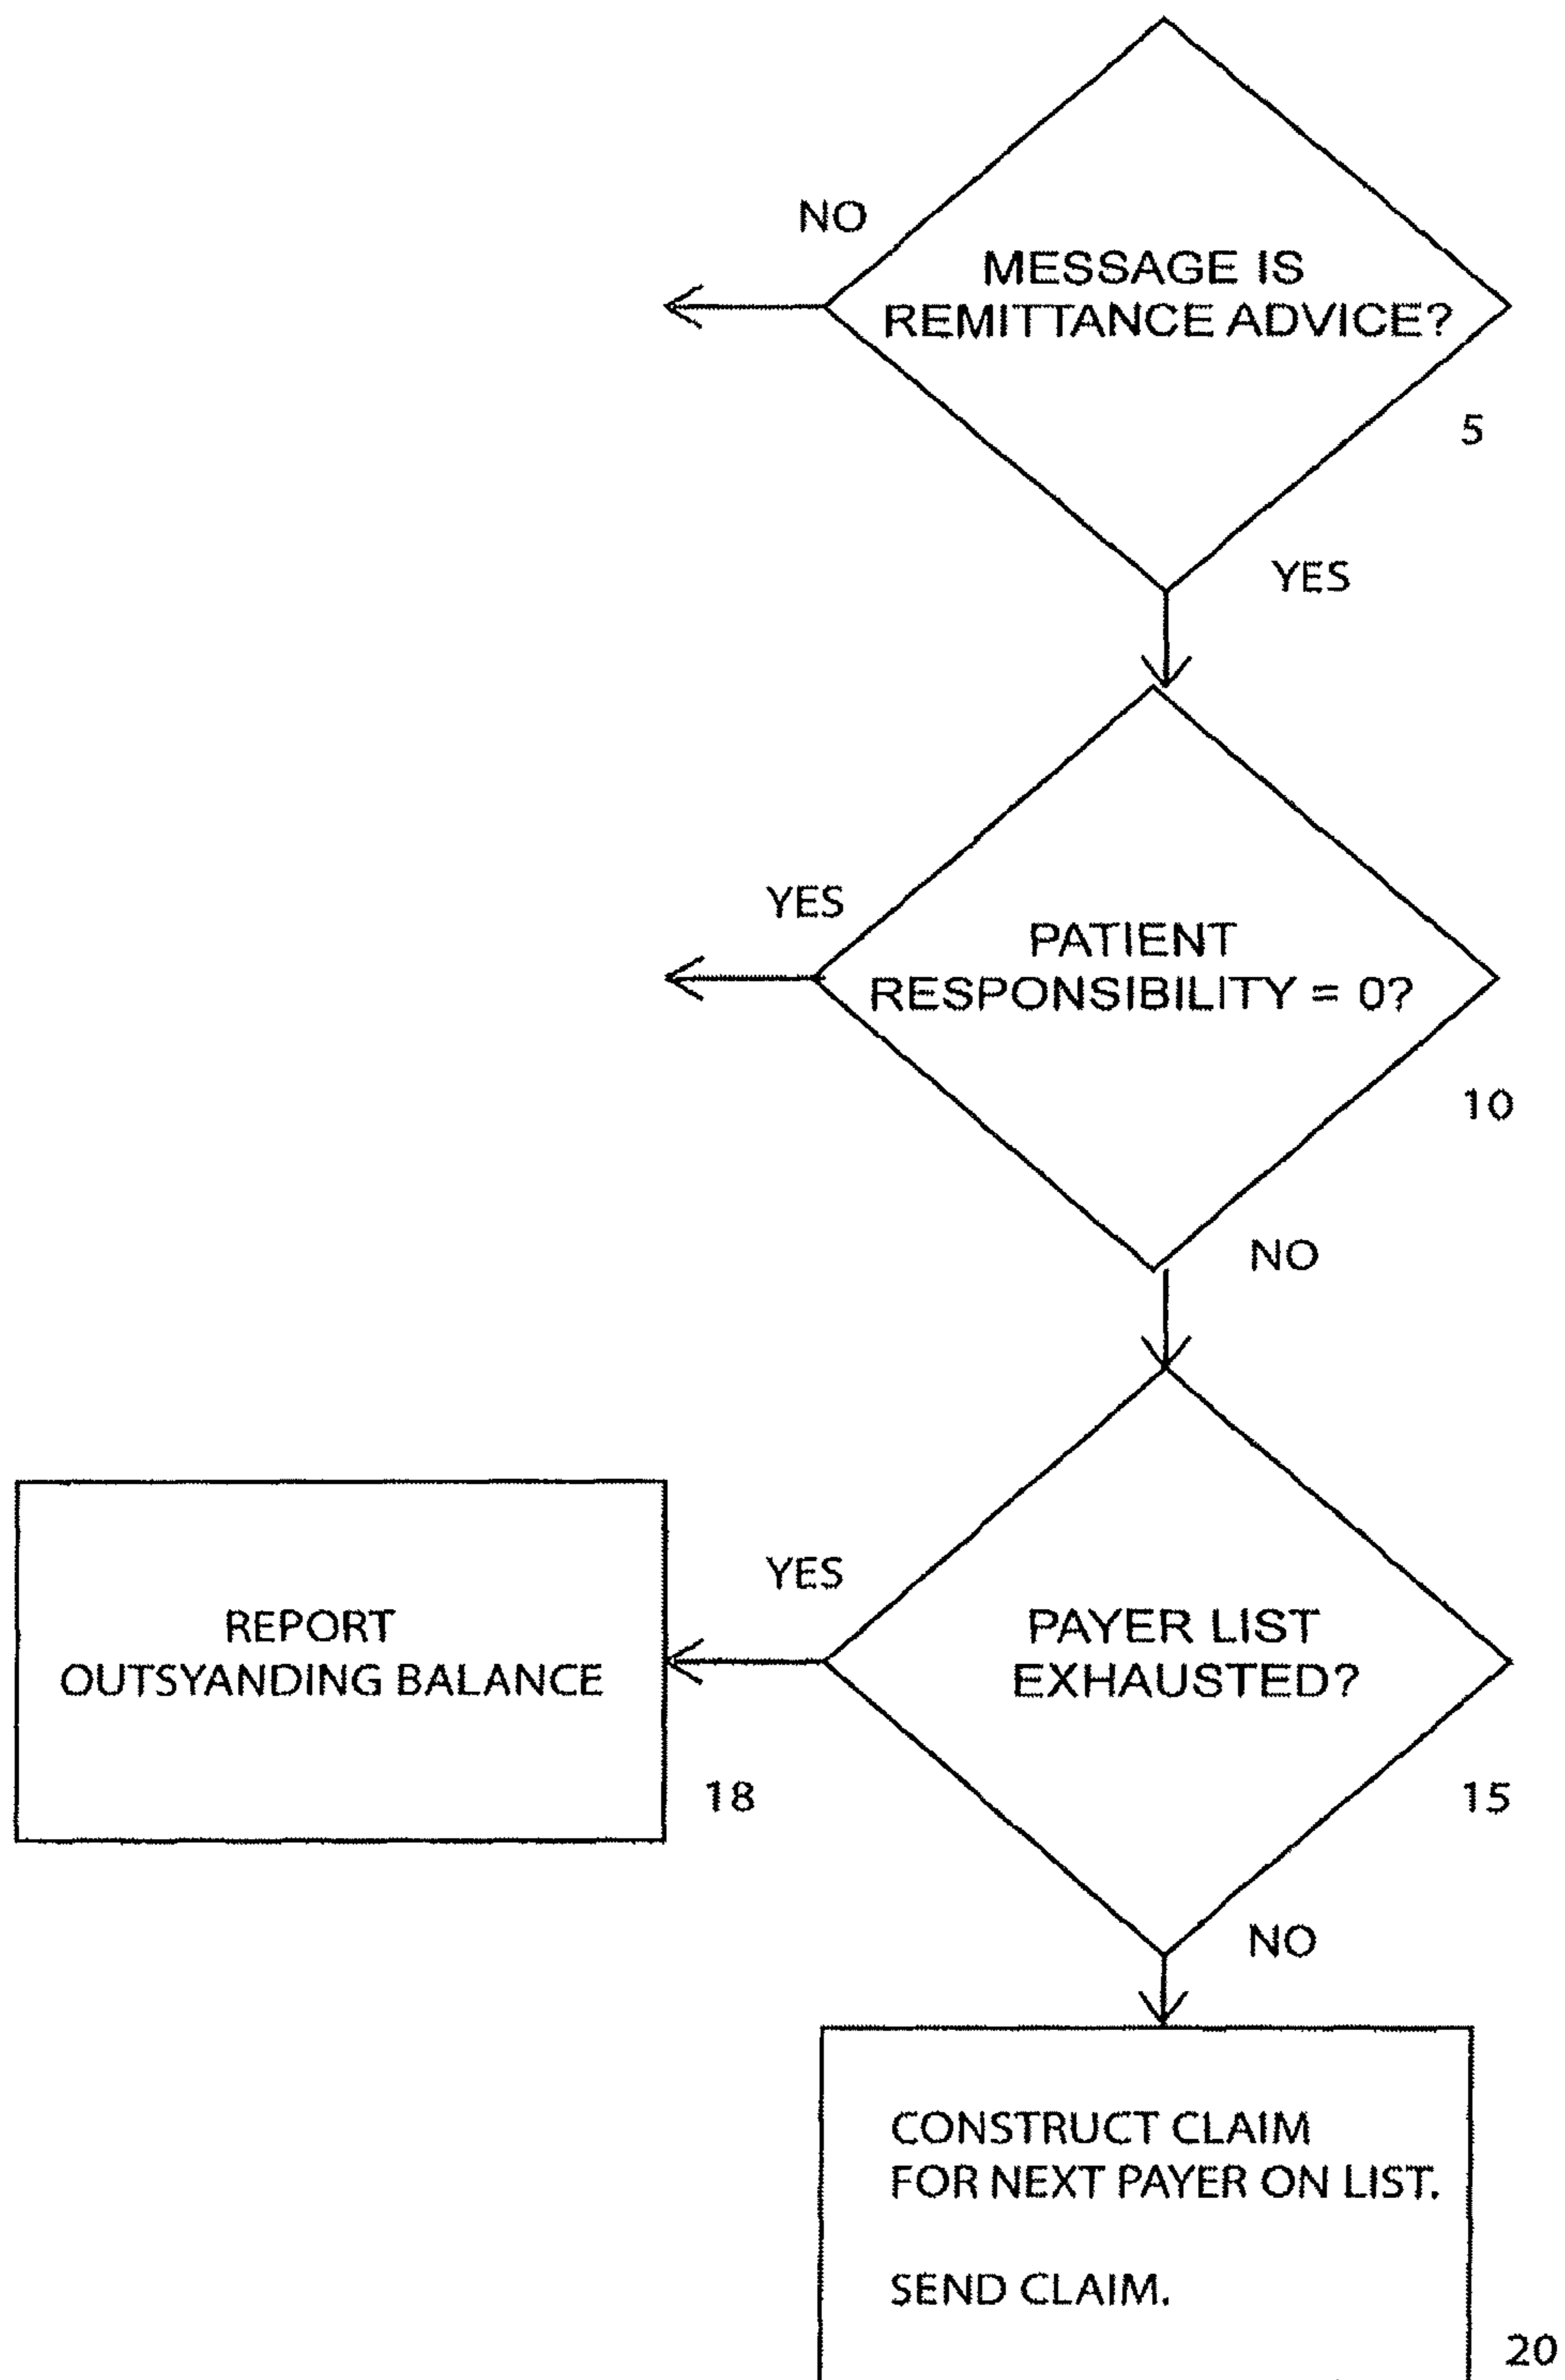 NO
MESSAGE IS
REMITTANCE ADVICE?
5
YES
YES
PATIENT
RESPONSIBILITY = 0?
10
NO
YES
REPORT
OUTSYANDING BALANCE
18
PAYER LIST
EXHAUSTED?
15
NO
CONSTRUCT CLAIM
FOR NEXT PAYER ON LIST.
SEND CLAIM.
20